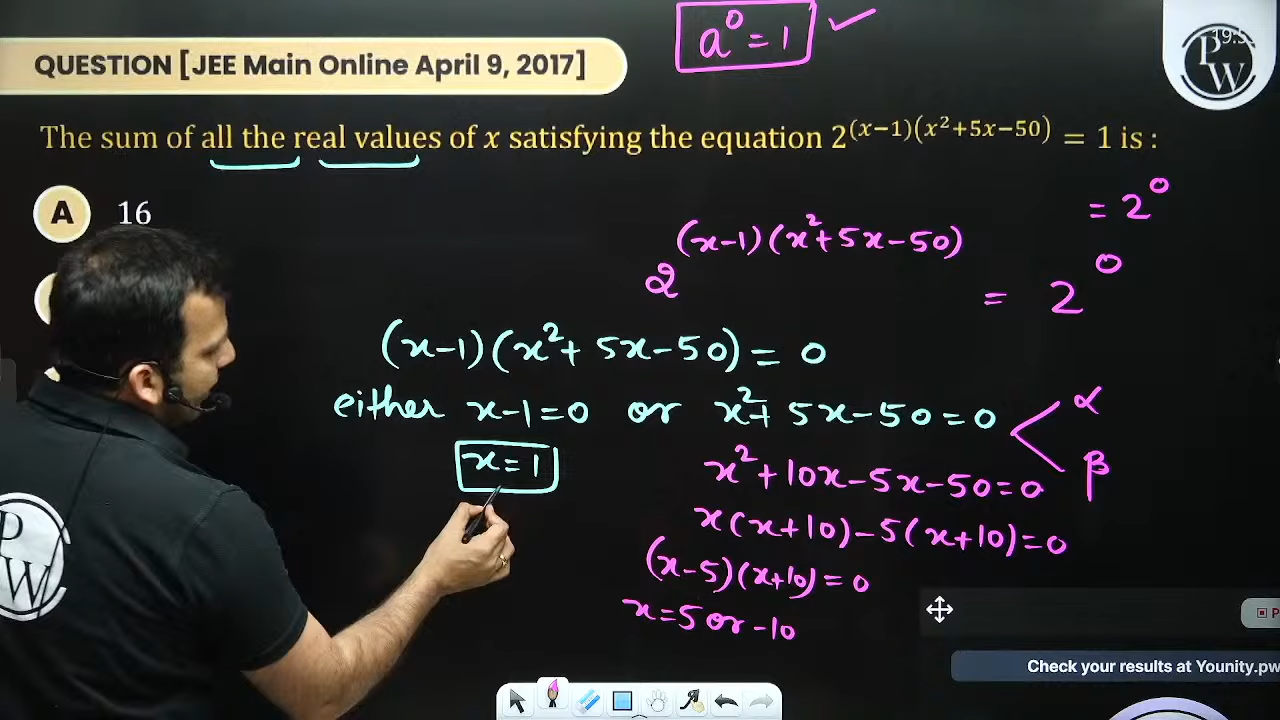 a⁰ = 1 ✓
QUESTION [JEE Main Online April 9, 2017]
The sum of all the real values of x satisfying the equation 2^{(x−1)(x²+5x−50)} = 1 is :
A 16
= 2⁰
2^{(x-1)(x²+5x-50)} = 2⁰
(x-1)(x²+ 5x-50) = 0
either x-1=0 or x²+ 5x-50=0 < α β
x=1
x²+10x-5x-50=0
x(x+10)-5(x+10)=0
(x-5)(x+10)=0
x=5 or -10
PW
PW
Check your results at Younity.pw